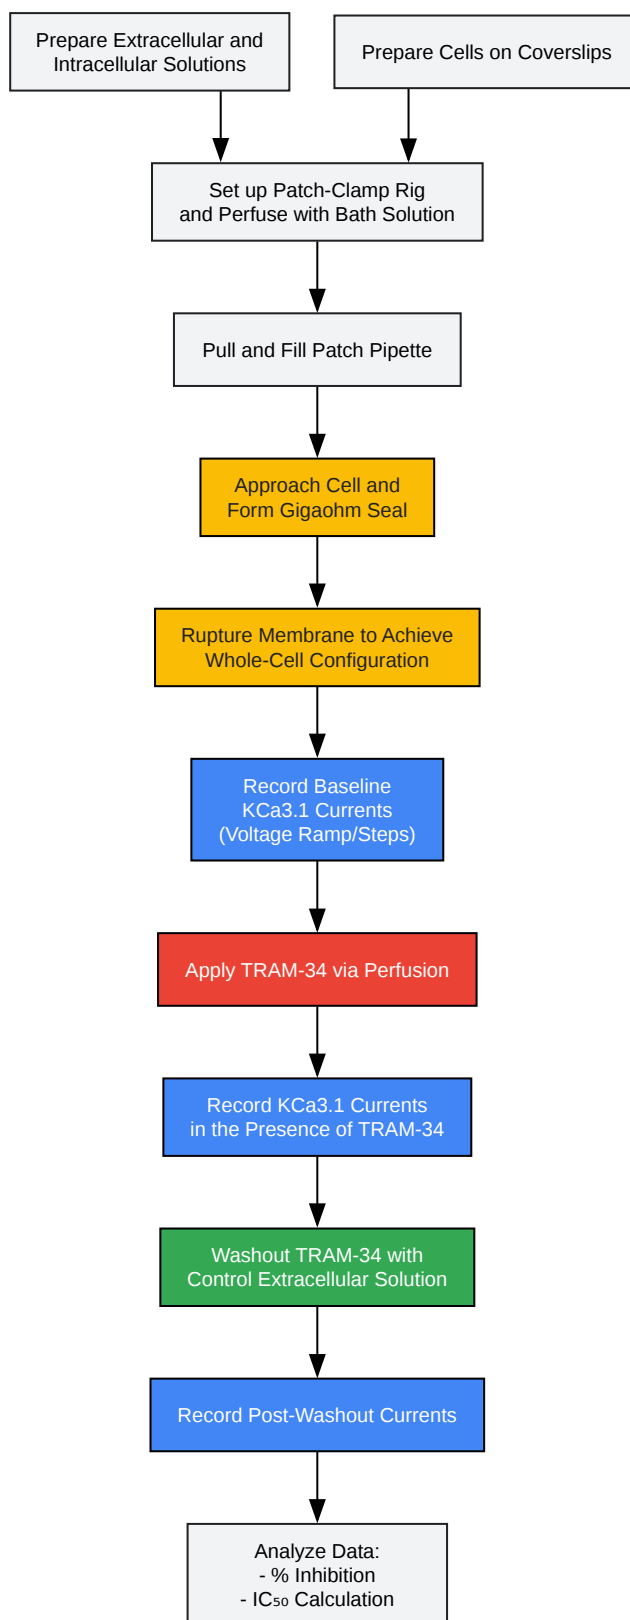 Prepare Extracellular and
Intracellular Solutions
Prepare Cells on Coverslips
Set up Patch-Clamp Rig
and Perfuse with Bath Solution
Pull and Fill Patch Pipette
Approach Cell and
Form Gigaohm Seal
Rupture Membrane to Achieve
Whole-Cell Configuration
Record Baseline
KCa3.1 Currents
(Voltage Ramp/Steps)
Apply TRAM-34 via Perfusion
Record KCa3.1 Currents
in the Presence of TRAM-34
Washout TRAM-34 with
Control Extracellular Solution
Record Post-Washout Currents
Analyze Data:
- % Inhibition
- IC₅₀ Calculation